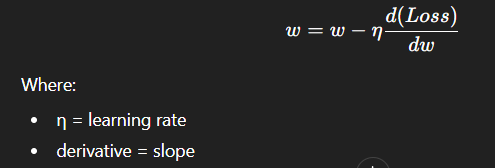 w = w − η d(Loss)/dw
Where:
• η = learning rate
• derivative = slope